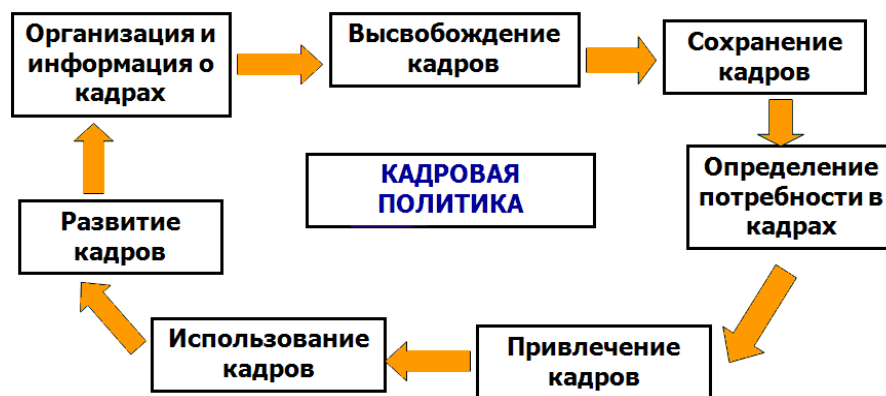 Организация и
информация о
кадрах
Высвобождение
кадров
Сохранение
кадров
Определение
потребности в
кадрах
Привлечение
кадров
Использование
кадров
Развитие
кадров
КАДРОВАЯ
ПОЛИТИКА